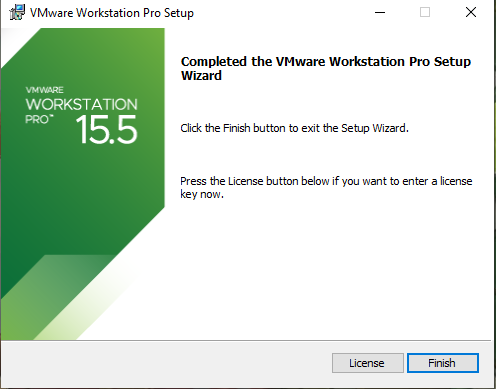 VMware Workstation Pro Setup
VMWARE
WORKSTATION
PRO™
15.5
Completed the VMware Workstation Pro Setup
Wizard
Click the Finish button to exit the Setup Wizard.
Press the License button below if you want to enter a license
key now.
License
Finish